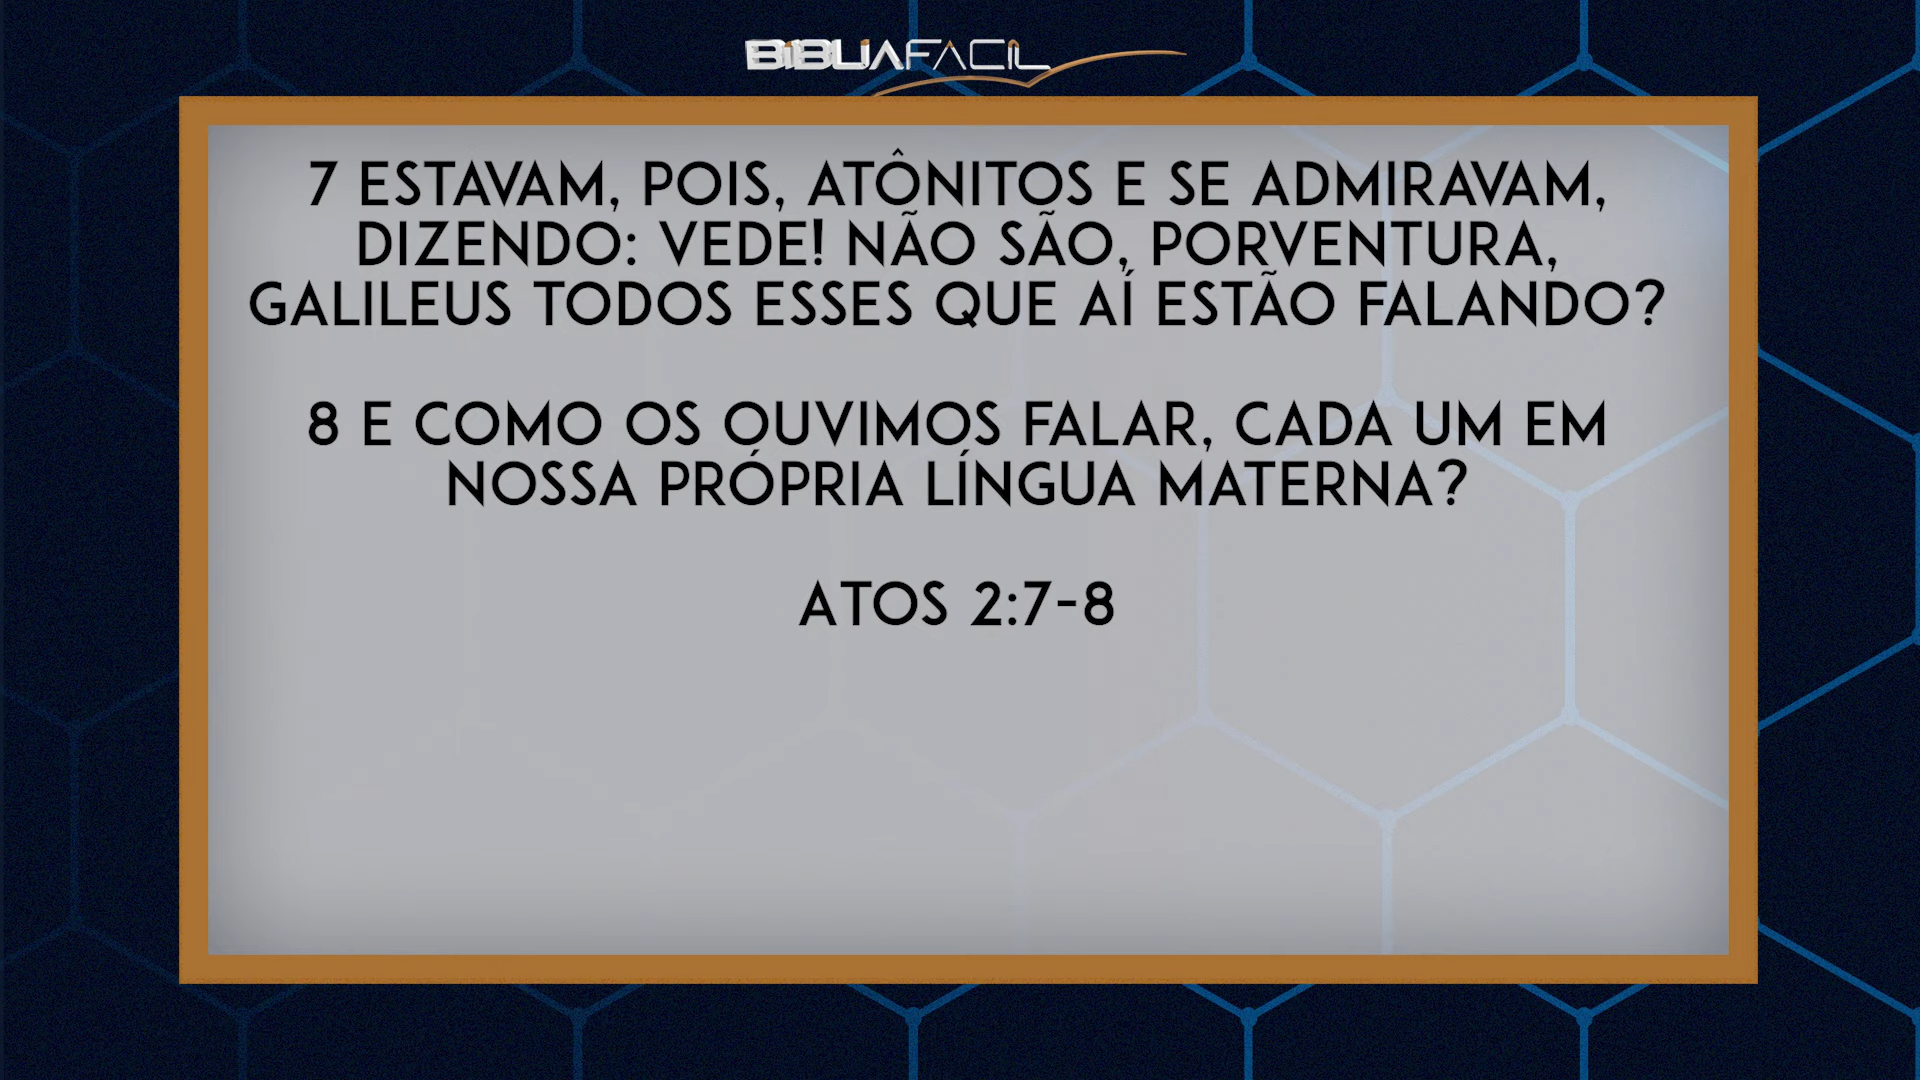 BIBLIAFACIL
7 ESTAVAM, POIS, ATÔNITOS E SE ADMIRAVAM,
DIZENDO: VEDE! NÃO SÃO, PORVENTURA,
GALILEUS TODOS ESSES QUE AÍ ESTÃO FALANDO?
8 E COMO OS OUVIMOS FALAR, CADA UM EM
NOSSA PRÓPRIA LÍNGUA MATERNA?
ATOS 2:7-8